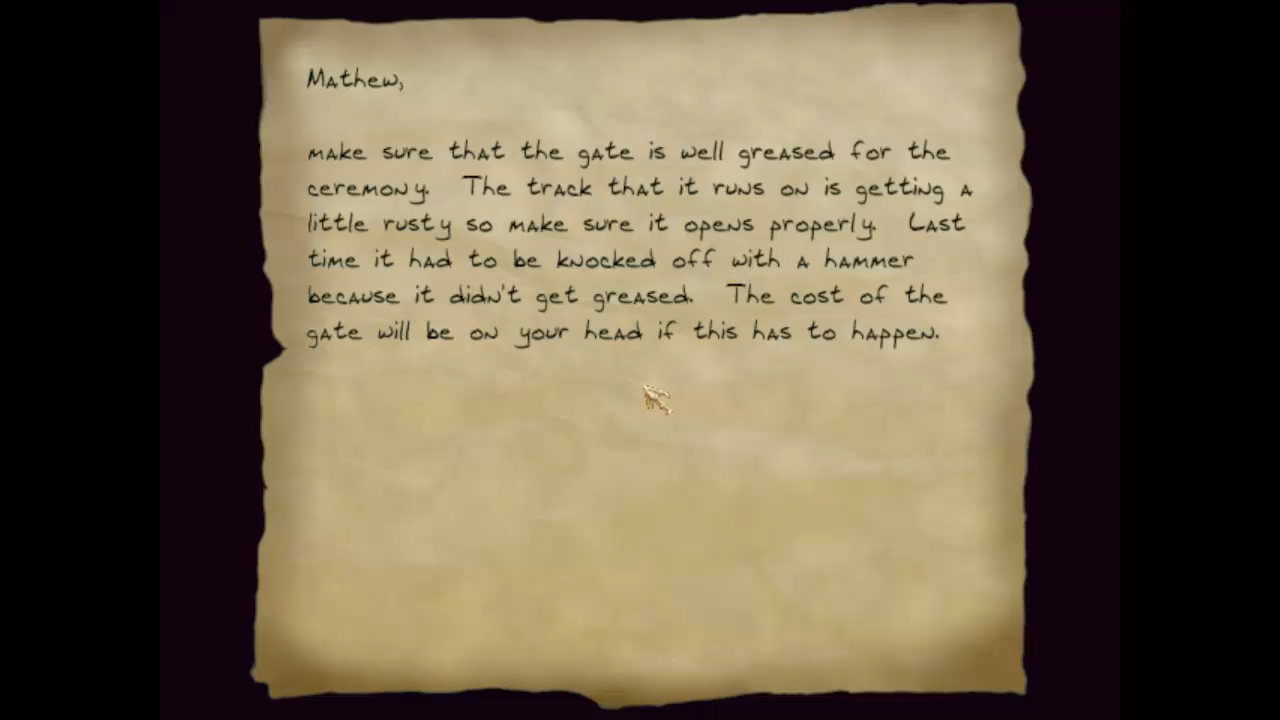 Mathew,
make sure that the gate is well greased for the
ceremony.  The track that it runs on is getting a
little rusty so make sure it opens properly.  Last
time it had to be knocked off with a hammer
because it didn't get greased.  The cost of the
gate will be on your head if this has to happen.